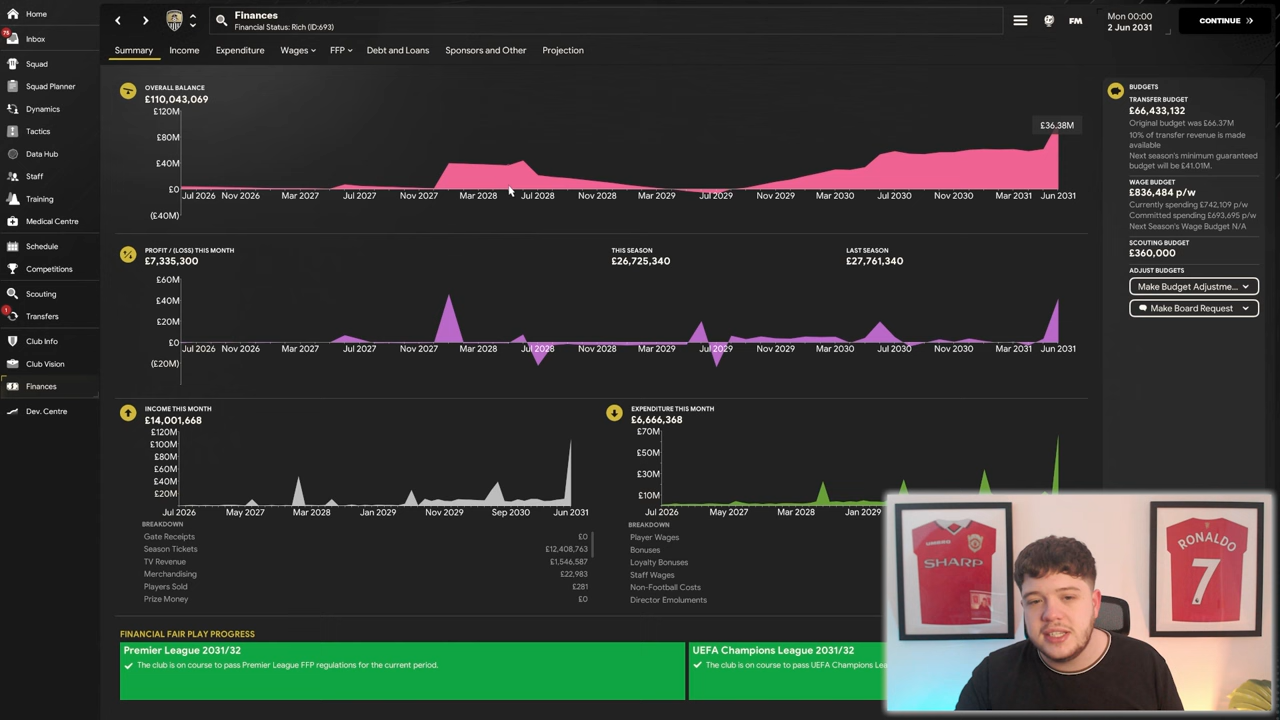 Home
75
Inbox
Squad
Squad Planner
Dynamics
Tactics
Data Hub
Staff
Training
Medical Centre
Schedule
Competitions
Scouting
1
Transfers
Club Info
Club Vision
Finances
Dev. Centre
Finances
Financial Status: Rich (ID:693)
FM
Mon 00:00
2 Jun 2031
CONTINUE
Summary
Income
Expenditure
Wages
FFP
Debt and Loans
Sponsors and Other
Projection
OVERALL BALANCE
£110,043,069
£120M
£80M
£40M
£0
(£40M)
£36.38M
Jul 2026 Nov 2026 Mar 2027 Jul 2027 Nov 2027 Mar 2028 Jul 2028 Nov 2028 Mar 2029 Jul 2029 Nov 2029 Mar 2030 Jul 2030 Nov 2030 Mar 2031 Jun 2031
PROFIT / (LOSS) THIS MONTH
£7,335,300
THIS SEASON
£26,725,340
LAST SEASON
£27,761,340
£60M
£40M
£20M
£0
(£20M)
Jul 2026 Nov 2026 Mar 2027 Jul 2027 Nov 2027 Mar 2028 Jul 2028 Nov 2028 Mar 2029 Jul 2029 Nov 2029 Mar 2030 Jul 2030 Nov 2030 Mar 2031 Jun 2031
INCOME THIS MONTH
£14,001,668
£120M
£100M
£80M
£60M
£40M
£20M
Jul 2026 May 2027 Mar 2028 Jan 2029 Nov 2029 Sep 2030 Jun 2031
BREAKDOWN
Gate Receipts £0
Season Tickets £12,408,763
TV Revenue £1,546,587
Merchandising £22,983
Players Sold £281
Prize Money £0
EXPENDITURE THIS MONTH
£6,666,368
£70M
£50M
£30M
£10M
Jul 2026 May 2027 Mar 2028 Jan 2029
BREAKDOWN
Player Wages
Bonuses
Loyalty Bonuses
Staff Wages
Non-Football Costs
Director Emoluments
FINANCIAL FAIR PLAY PROGRESS
Premier League 2031/32
The club is on course to pass Premier League FFP regulations for the current period.
UEFA Champions League 2031/32
The club is on course to pass UEFA Champions Lea
BUDGETS
TRANSFER BUDGET
£66,433,132
Original budget was £66.37M
10% of transfer revenue is made
available
Next season's minimum guaranteed
budget will be £41.01M.
WAGE BUDGET
£836,484 p/w
Currently spending £742,109 p/w
Committed spending £693,695 p/w
Next Season's Wage Budget N/A
SCOUTING BUDGET
£360,000
ADJUST BUDGETS
Make Budget Adjustme...
Make Board Request
SHARP
RONALDO
7